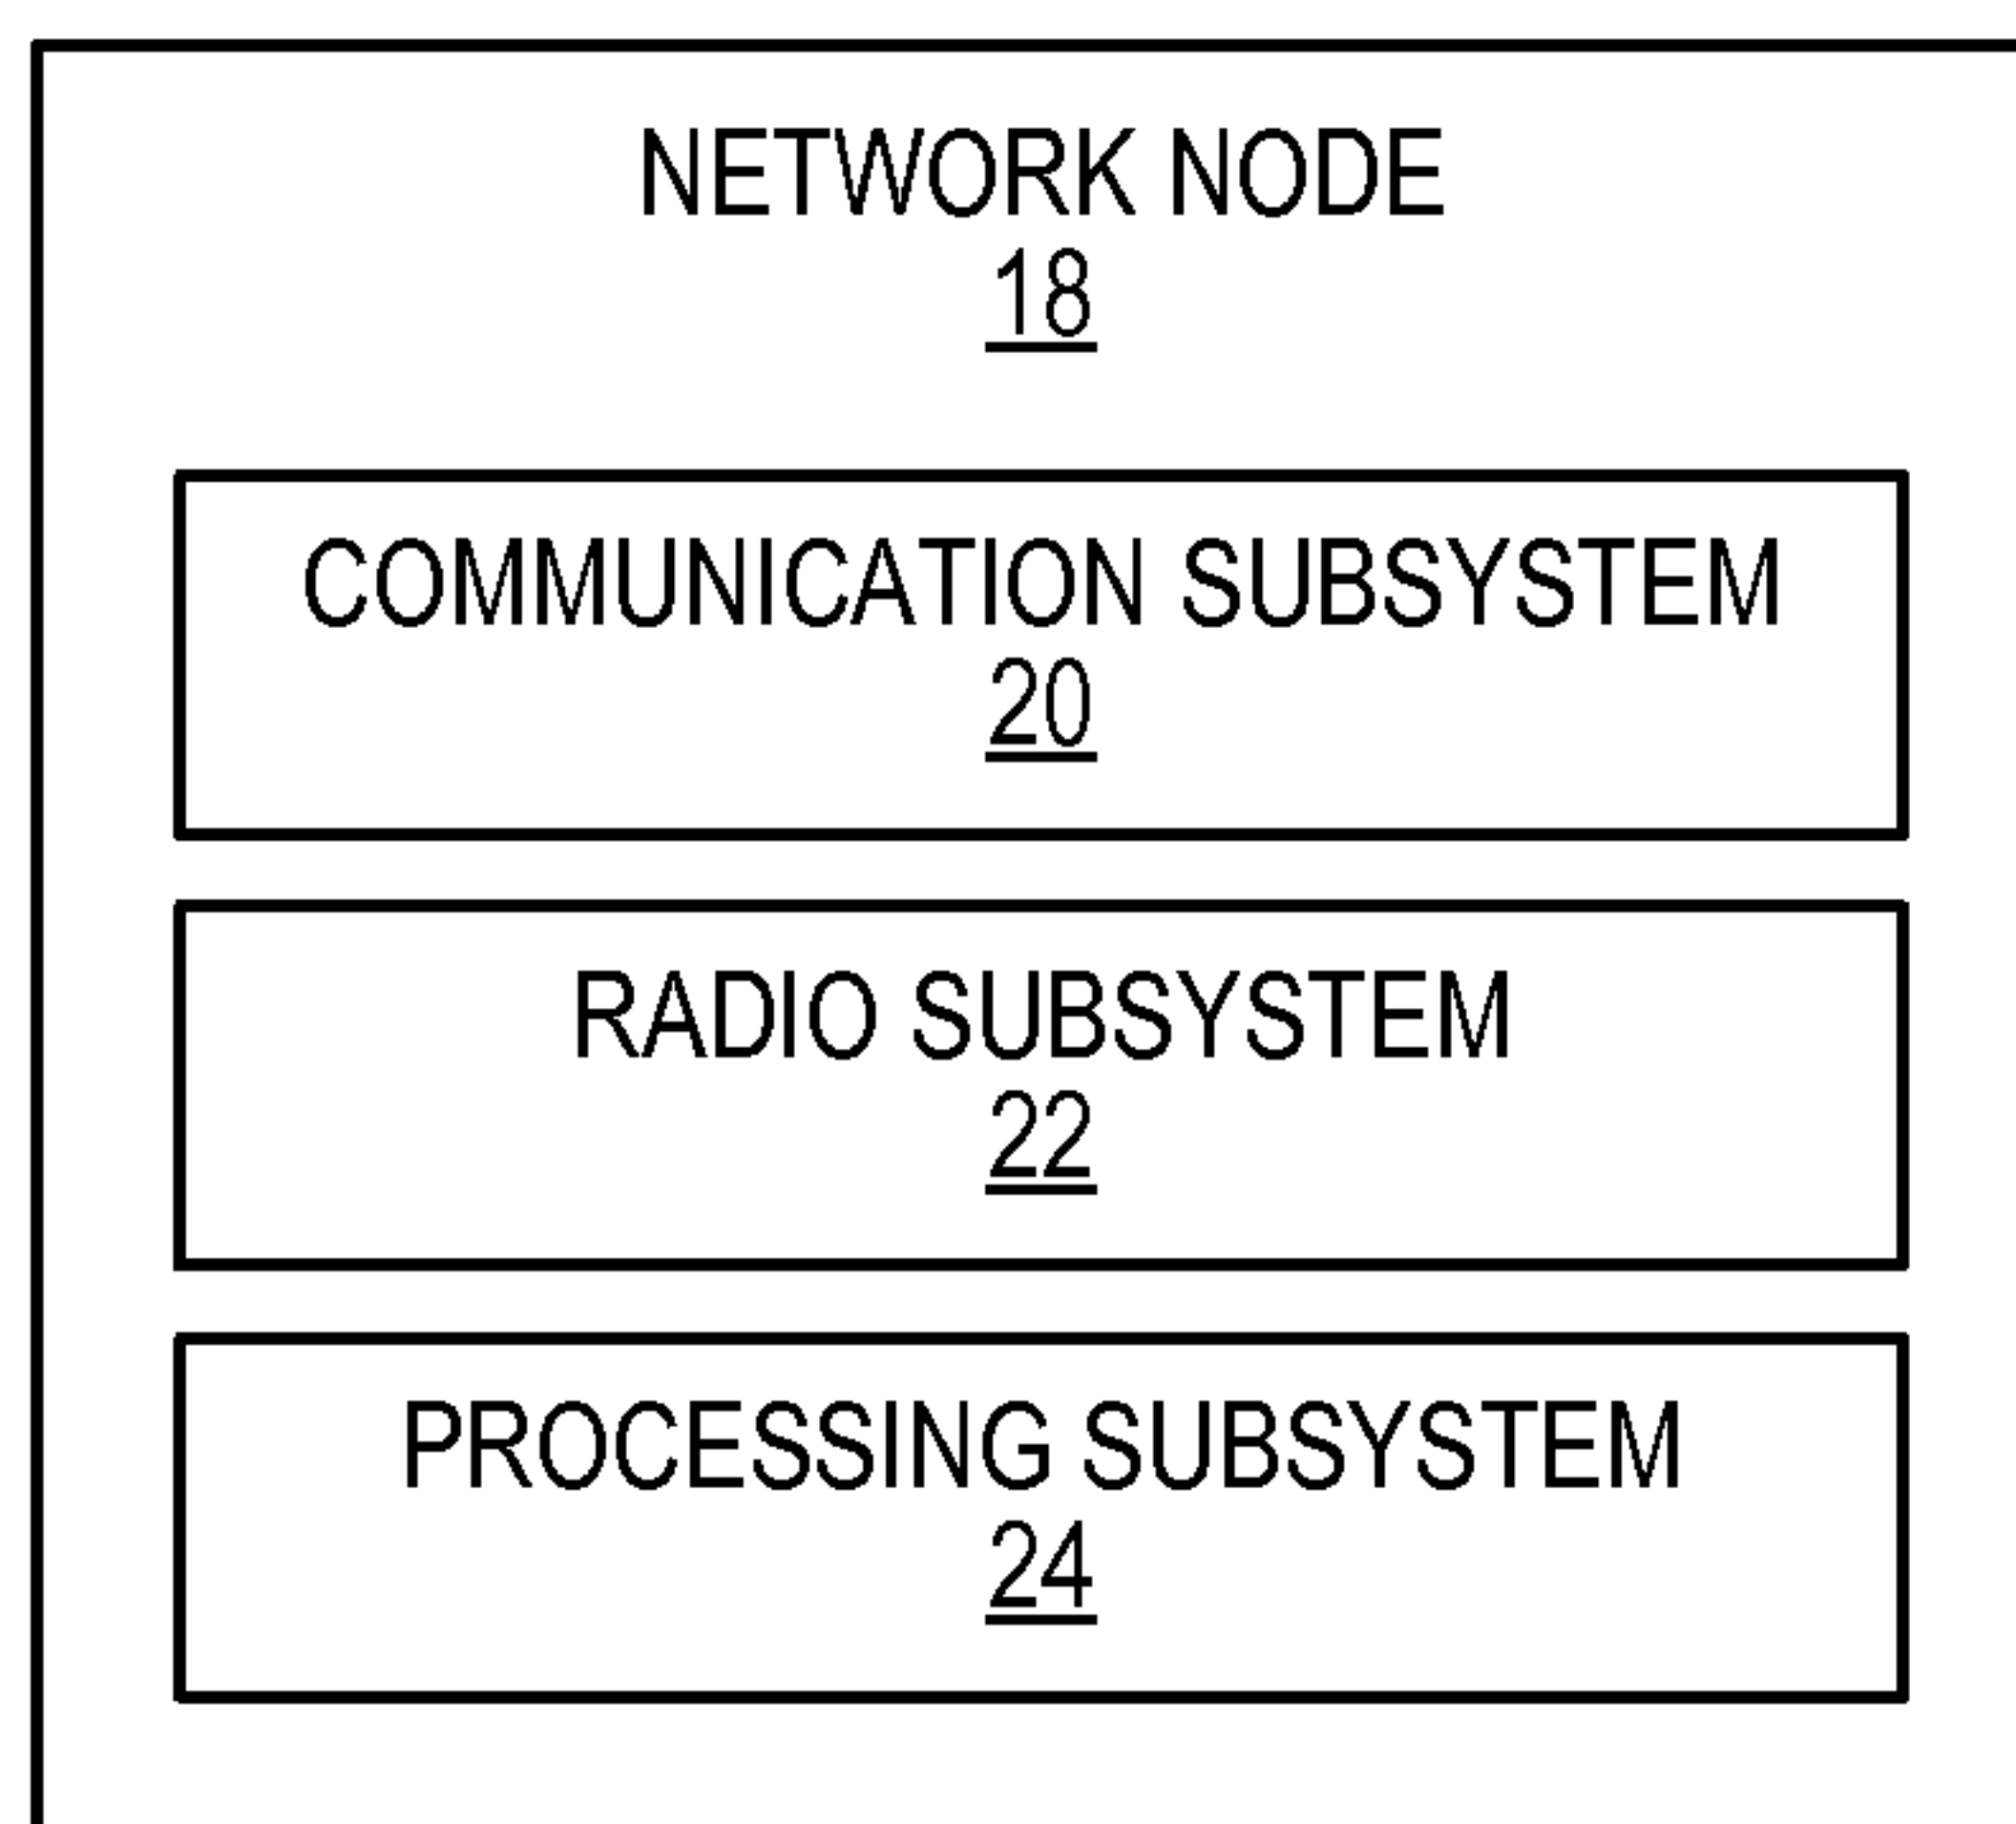 NETWORK NODE
18
COMMUNICATION SUBSYSTEM
20
RADIO SUBSYSTEM
22
PROCESSING SUBSYSTEM
24